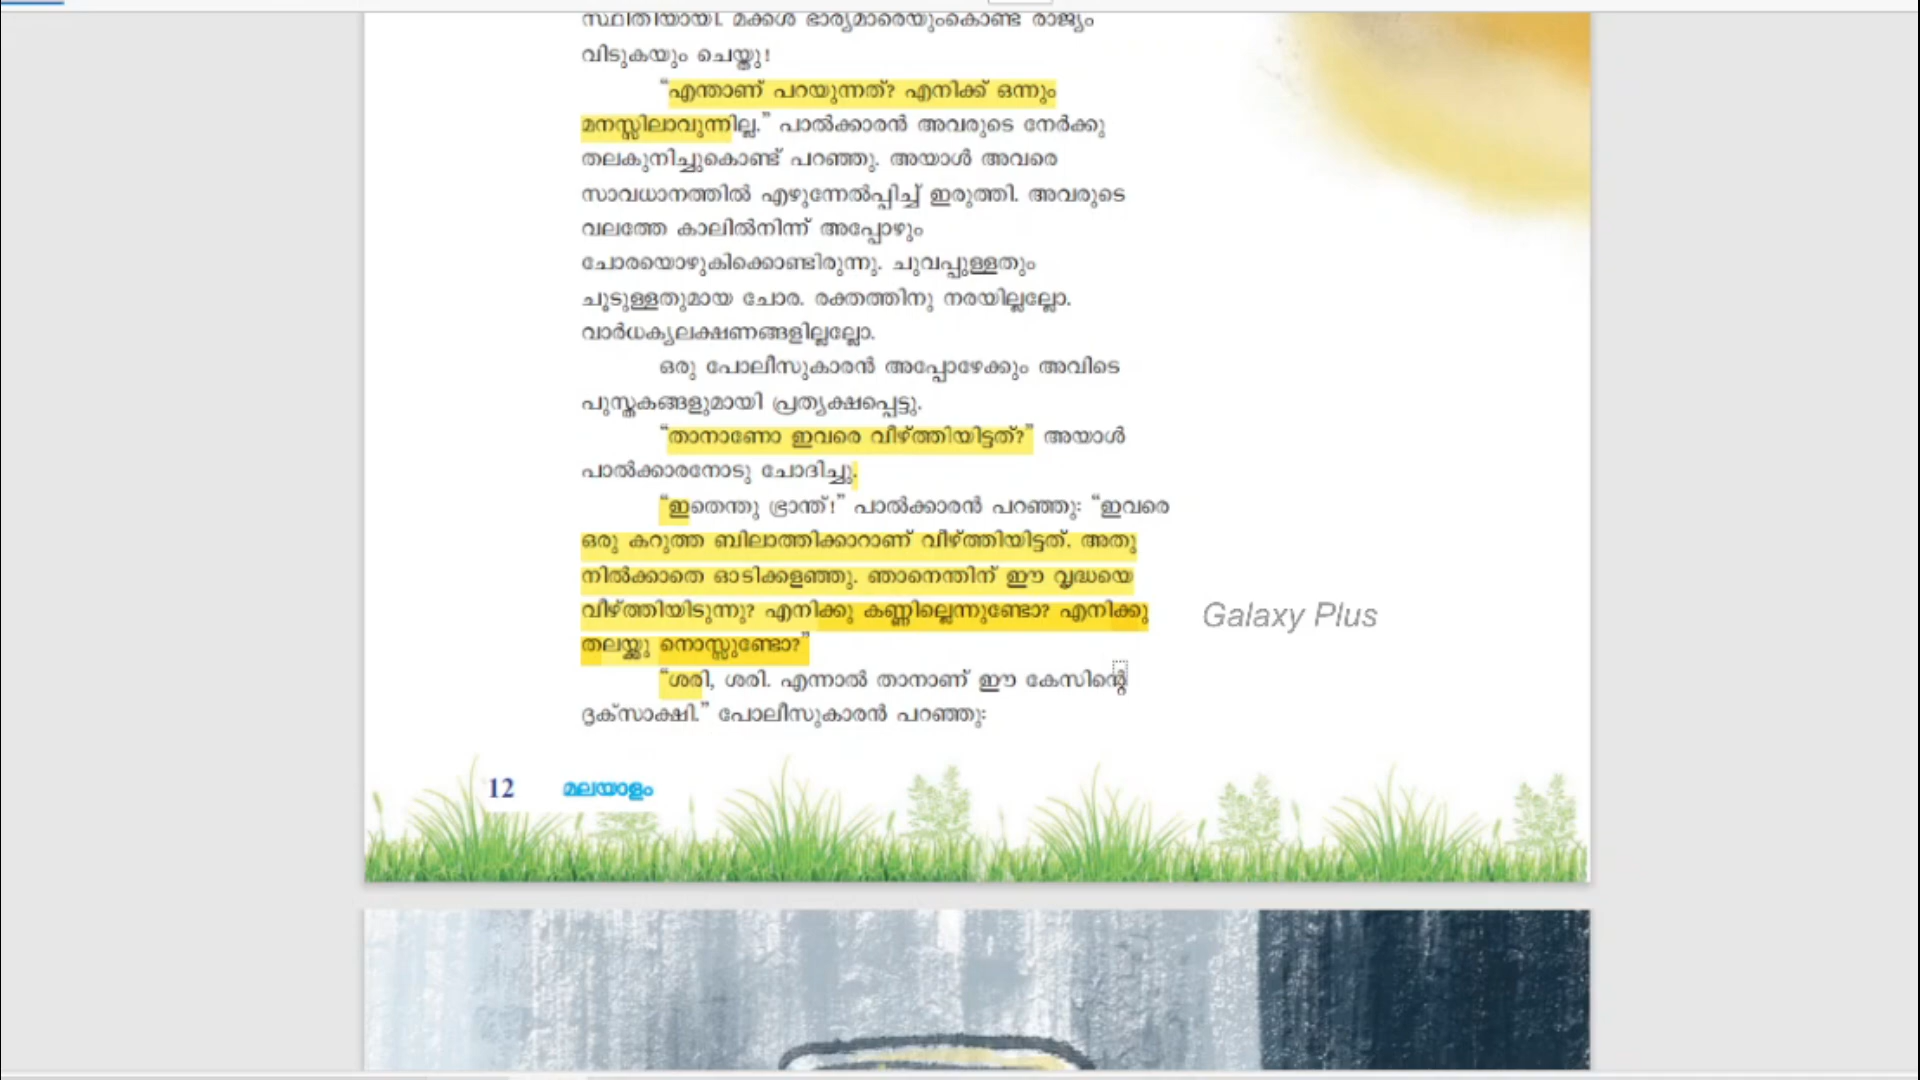 സ്ഥിതിയായി. മക്കൾ ഭാര്യമാരെയുംകൊണ്ട് രാജ്യം
വിടുകയും ചെയ്തു!
“എന്താണ് പറയുന്നത്? എനിക്ക് ഒന്നും
മനസ്സിലാവുന്നില്ല.” പാൽക്കാരൻ അവരുടെ നേർക്കു
തലകുനിച്ചുകൊണ്ട് പറഞ്ഞു. അയാൾ അവരെ
സാവധാനത്തിൽ എഴുന്നേൽപ്പിച്ച് ഇരുത്തി. അവരുടെ
വലത്തേ കാലിൽനിന്ന് അപ്പോഴും
ചോരയൊഴുകിക്കൊണ്ടിരുന്നു. ചുവപ്പുള്ളതും
ചൂടുള്ളതുമായ ചോര. രക്തത്തിനു നരയില്ലല്ലോ.
വാർധക്യലക്ഷണങ്ങളില്ലല്ലോ.
ഒരു പോലീസുകാരൻ അപ്പോഴേക്കും അവിടെ
പുസ്തകങ്ങളുമായി പ്രത്യക്ഷപ്പെട്ടു.
“താനാണോ ഇവരെ വീഴ്ത്തിയിട്ടത്?” അയാൾ
പാൽക്കാരനോടു ചോദിച്ചു.
“ഇതെന്തു ഭ്രാന്ത്!” പാൽക്കാരൻ പറഞ്ഞു: “ഇവരെ
ഒരു കറുത്ത ബിലാത്തിക്കാറാണ് വീഴ്ത്തിയിട്ടത്. അതു
നിൽക്കാതെ ഓടിക്കളഞ്ഞു. ഞാനെന്തിന് ഈ വൃദ്ധയെ
വീഴ്ത്തിയിടുന്നു? എനിക്കു കണ്ണില്ലെന്നുണ്ടോ? എനിക്കു
തലയ്ക്കു നൊസ്സുണ്ടോ?”
“ശരി, ശരി. എന്നാൽ താനാണ് ഈ കേസിന്റെ
ദൃക്സാക്ഷി.” പോലീസുകാരൻ പറഞ്ഞു:
Galaxy Plus
12 മലയാളം